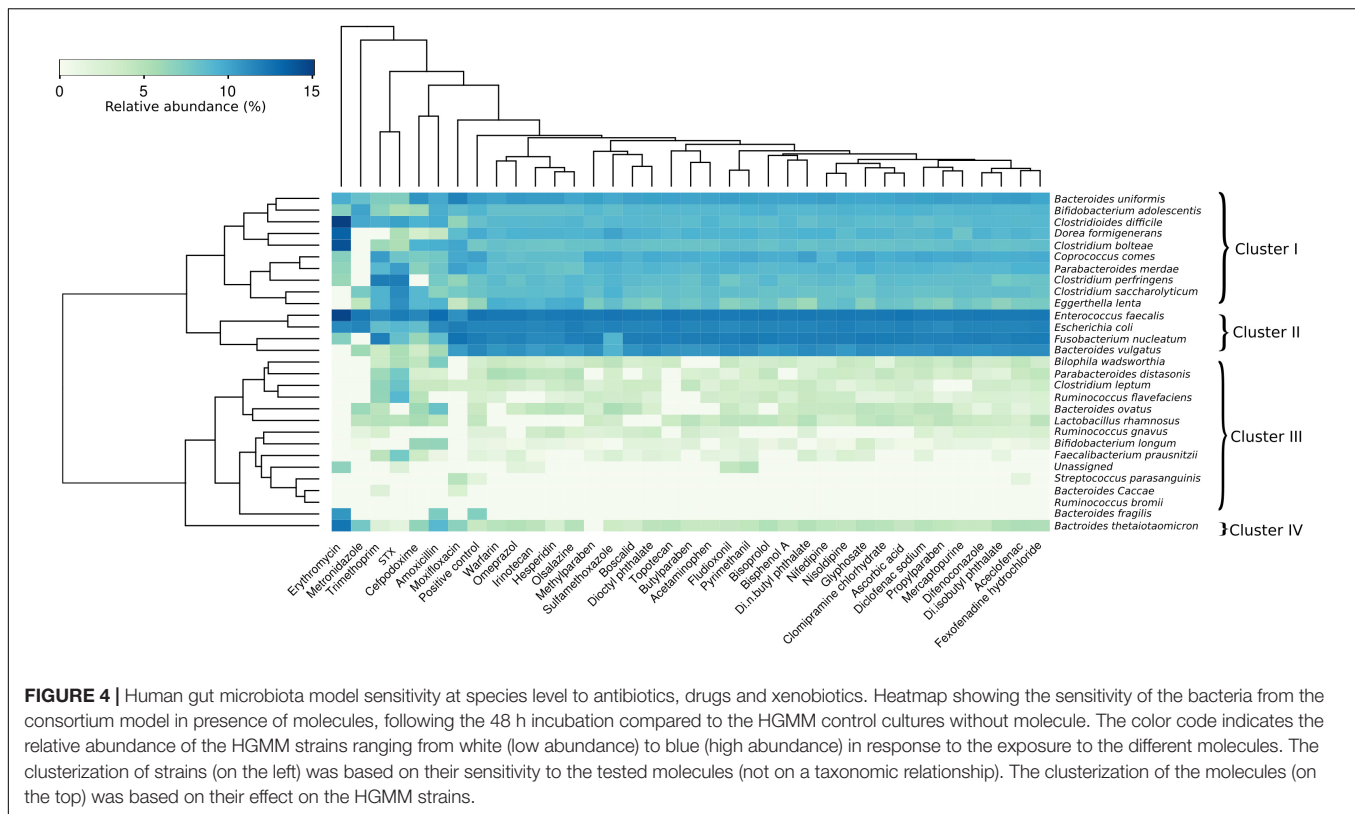 0 5 10 15
Relative abundance (%)
Bacteroides uniformis
Bifidobacterium adolescentis
Clostridioides difficile
Dorea formigenerans
Clostridium bolteae
Coprococcus comes
Parabacteroides merdae
Clostridium perfringens
Clostridium saccharolyticum
Eggerthella lenta
Cluster I
Enterococcus faecalis
Escherichia coli
Fusobacterium nucleatum
Bacteroides vulgatus
Cluster II
Bilophila wadsworthia
Parabacteroides distasonis
Clostridium leptum
Ruminococcus flavefaciens
Bacteroides ovatus
Lactobacillus rhamnosus
Ruminococcus gnavus
Bifidobacterium longum
Faecalibacterium prausnitzii
Unassigned
Streptococcus parasanguinis
Bacteroides Caccae
Ruminococcus bromii
Bacteroides fragilis
Cluster III
Bactroides thetaiotaomicron
Cluster IV
Erythromycin
Metronidazole
Trimethoprim
STX
Cefpodoxime
Amoxicillin
Moxifloxacin
Positive control
Warfarin
Omeprazol
Irinotecan
Hesperidin
Olsalazine
Methylparaben
Sulfamethoxazole
Boscalid
Dioctyl phthalate
Topotecan
Butylparaben
Acetaminophen
Fludioxonil
Pyrimethanil
Bisoprolol
Bisphenol A
Di.n.butyl phthalate
Nifedipine
Nisoldipine
Glyphosate
Clomipramine chlorhydrate
Ascorbic acid
Diclofenac sodium
Propylparaben
Mercaptopurine
Difenoconazole
Di.isobutyl phthalate
Aceclofenac
Fexofenadine hydrochloride
FIGURE 4 | Human gut microbiota model sensitivity at species level to antibiotics, drugs and xenobiotics. Heatmap showing the sensitivity of the bacteria from the
consortium model in presence of molecules, following the 48 h incubation compared to the HGMM control cultures without molecule. The color code indicates the
relative abundance of the HGMM strains ranging from white (low abundance) to blue (high abundance) in response to the exposure to the different molecules. The
clusterization of strains (on the left) was based on their sensitivity to the tested molecules (not on a taxonomic relationship). The clusterization of the molecules (on
the top) was based on their effect on the HGMM strains.